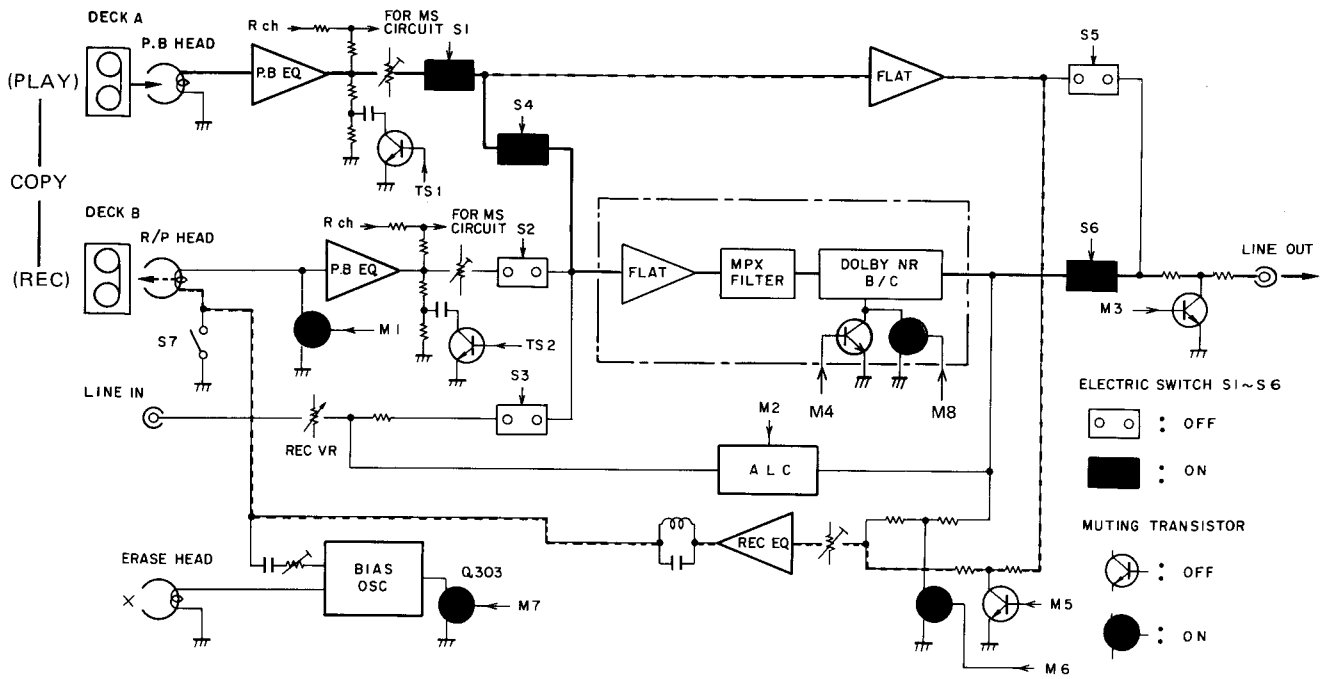 DECK A
P.B HEAD
R ch
FOR MS
CIRCUIT S1
P.B EQ
TS1
S4
FLAT
S5
(PLAY)
COPY
(REC)
DECK B
R/P HEAD
R ch
FOR MS
CIRCUIT
S2
P.B EQ
M1
TS2
S7
FLAT
MPX
FILTER
DOLBY NR
B/C
M4
M8
S6
LINE OUT
M3
LINE IN
REC VR
S3
M2
ALC
REC EQ
ELECTRIC SWITCH S1~S6
: OFF
: ON
MUTING TRANSISTOR
: OFF
: ON
ERASE HEAD
BIAS
OSC
Q303
M7
M5
M6